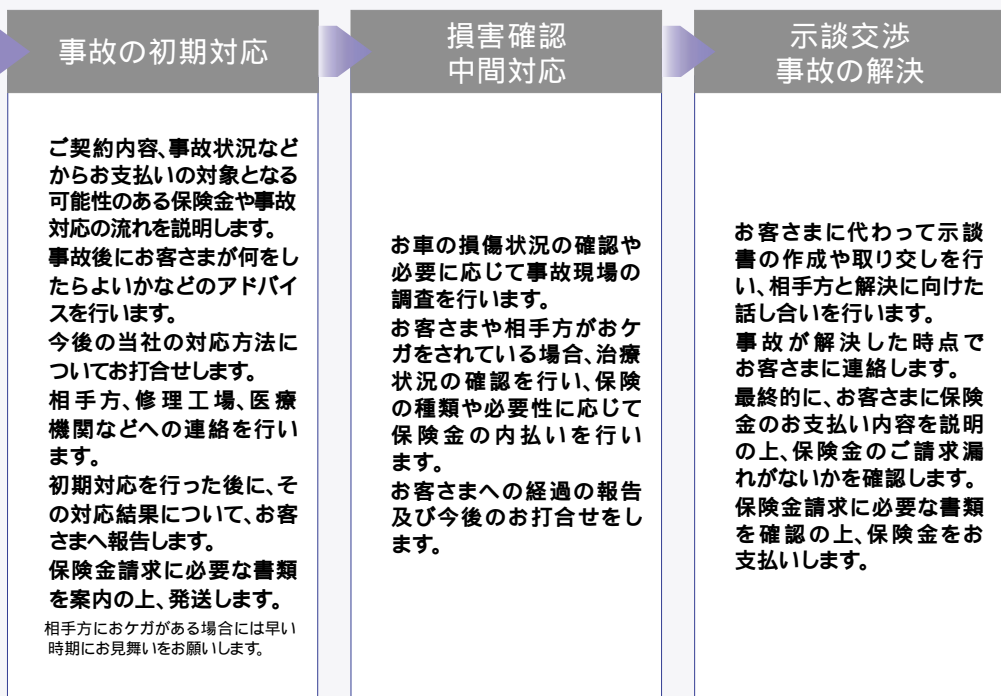 事故の初期対応
ご契約内容、事故状況など
からお支払いの対象となる
可能性のある保険金や事故
対応の流れを説明します。
事故後にお客さまが何をし
たらよいかなどのアドバイ
スを行います。
今後の当社の対応方法に
ついてお打合せします。
相手方、修理工場、医療
機関などへの連絡を行い
ます。
初期対応を行った後に、そ
の対応結果について、お客
さまへ報告します。
保険金請求に必要な書類
を案内の上、発送します。
相手方におケガがある場合には早い
時期にお見舞いをお願いします。
損害確認
中間対応
お車の損傷状況の確認や
必要に応じて事故現場の
調査を行います。
お客さまや相手方がおケ
ガをされている場合、治療
状況の確認を行い、保険
の種類や必要性に応じて
保険金の内払いを行い
ます。
お客さまへの経過の報告
及び今後のお打合せをし
ます。
示談交渉
事故の解決
お客さまに代わって示談
書の作成や取り交しを行
い、相手方と解決に向けた
話し合いを行います。
事故が解決した時点で
お客さまに連絡します。
最終的に、お客さまに保険
金のお支払い内容を説明
の上、保険金のご請求漏
れがないかを確認します。
保険金請求に必要な書類
を確認の上、保険金をお
支払いします。